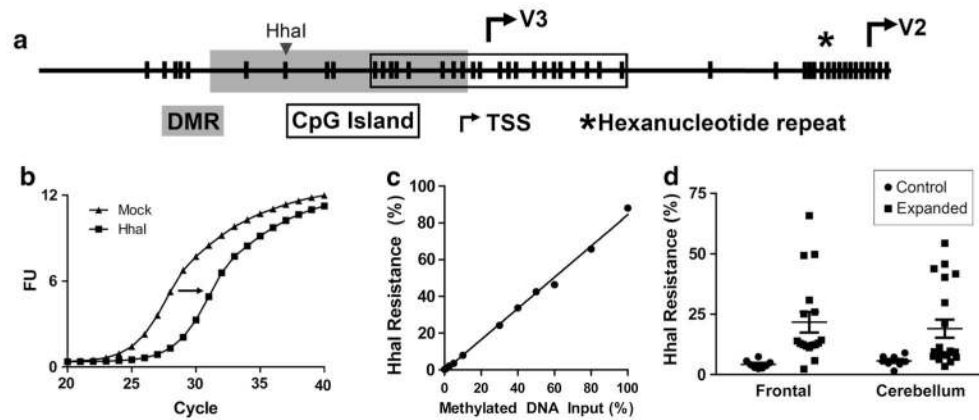 a
HhaI
V3
*
V2
DMR
CpG Island
TSS
*Hexanucleotide repeat
b
12
6
0
FU
Mock
HhaI
20 25 30 35 40
Cycle
c
100
80
60
40
20
0
HhaI Resistance (%)
0 20 40 60 80 100
Methylated DNA Input (%)
d
Control
Expanded
75
50
25
0
HhaI Resistance (%)
Frontal Cerebellum